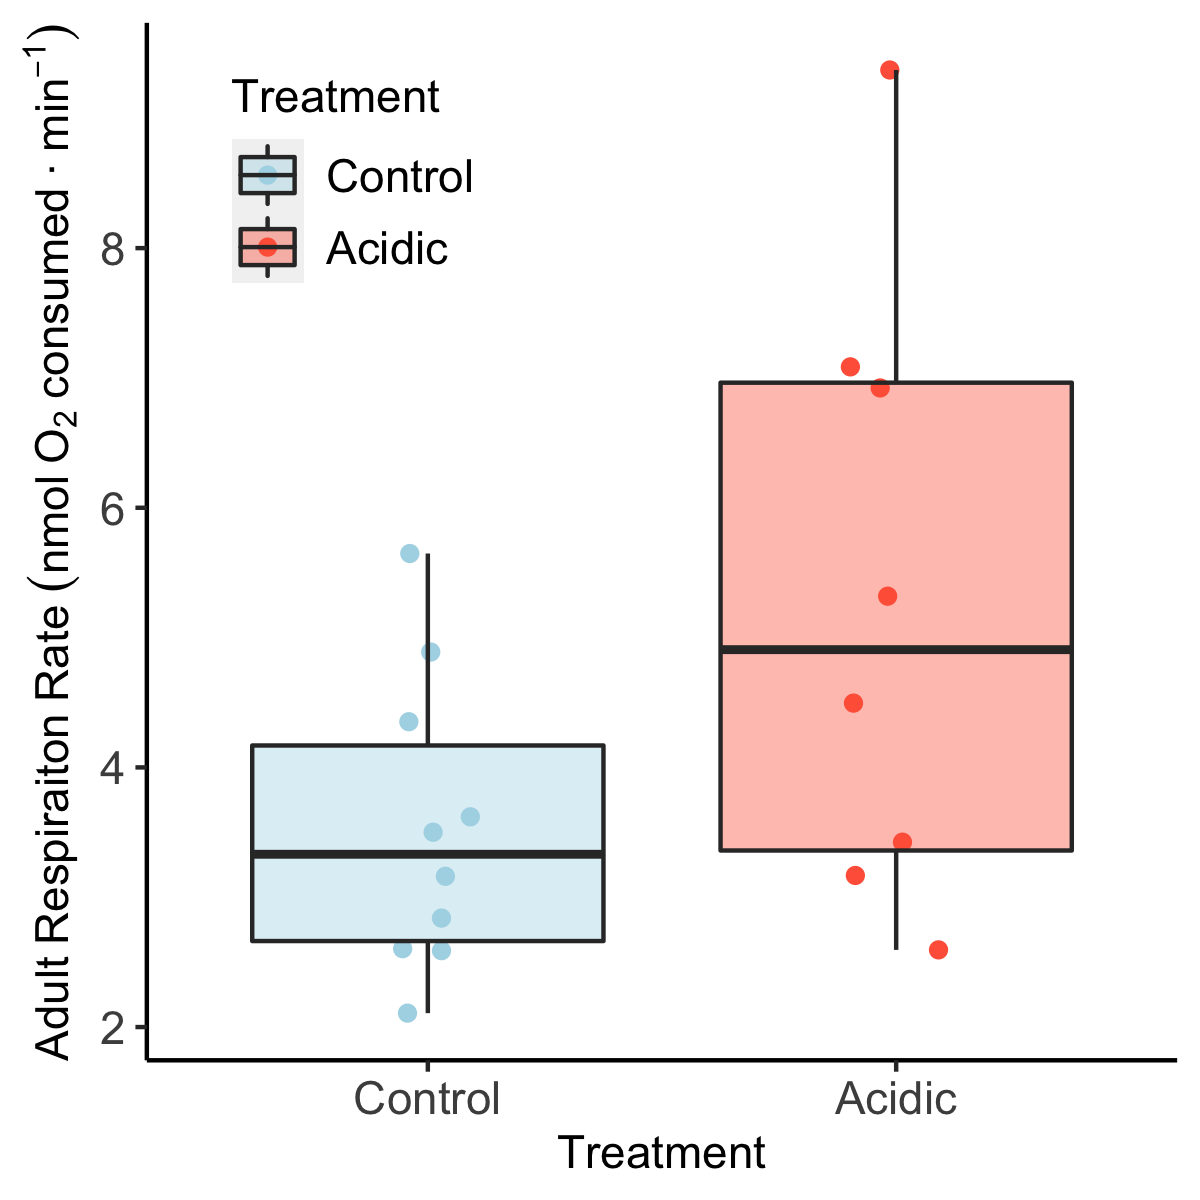 Adult Respiraiton Rate (nmol O₂ consumed · min⁻¹)
Treatment
Control
Acidic
8
6
4
2
Control
Acidic
Treatment